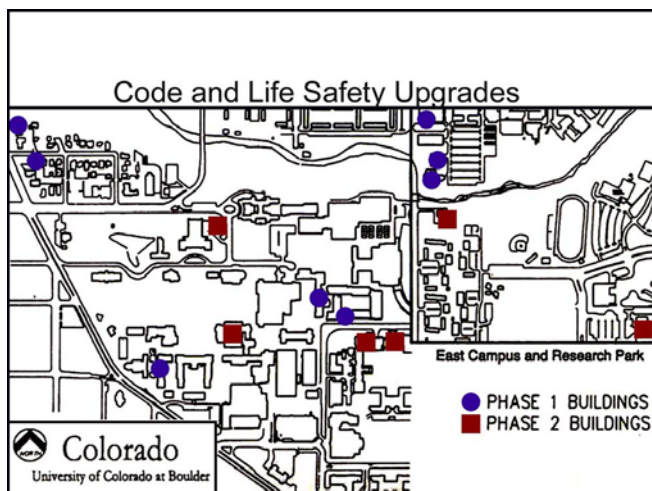 Code and Life Safety Upgrades
East Campus and Research Park
PHASE 1 BUILDINGS
PHASE 2 BUILDINGS
NORTH
Colorado
University of Colorado at Boulder